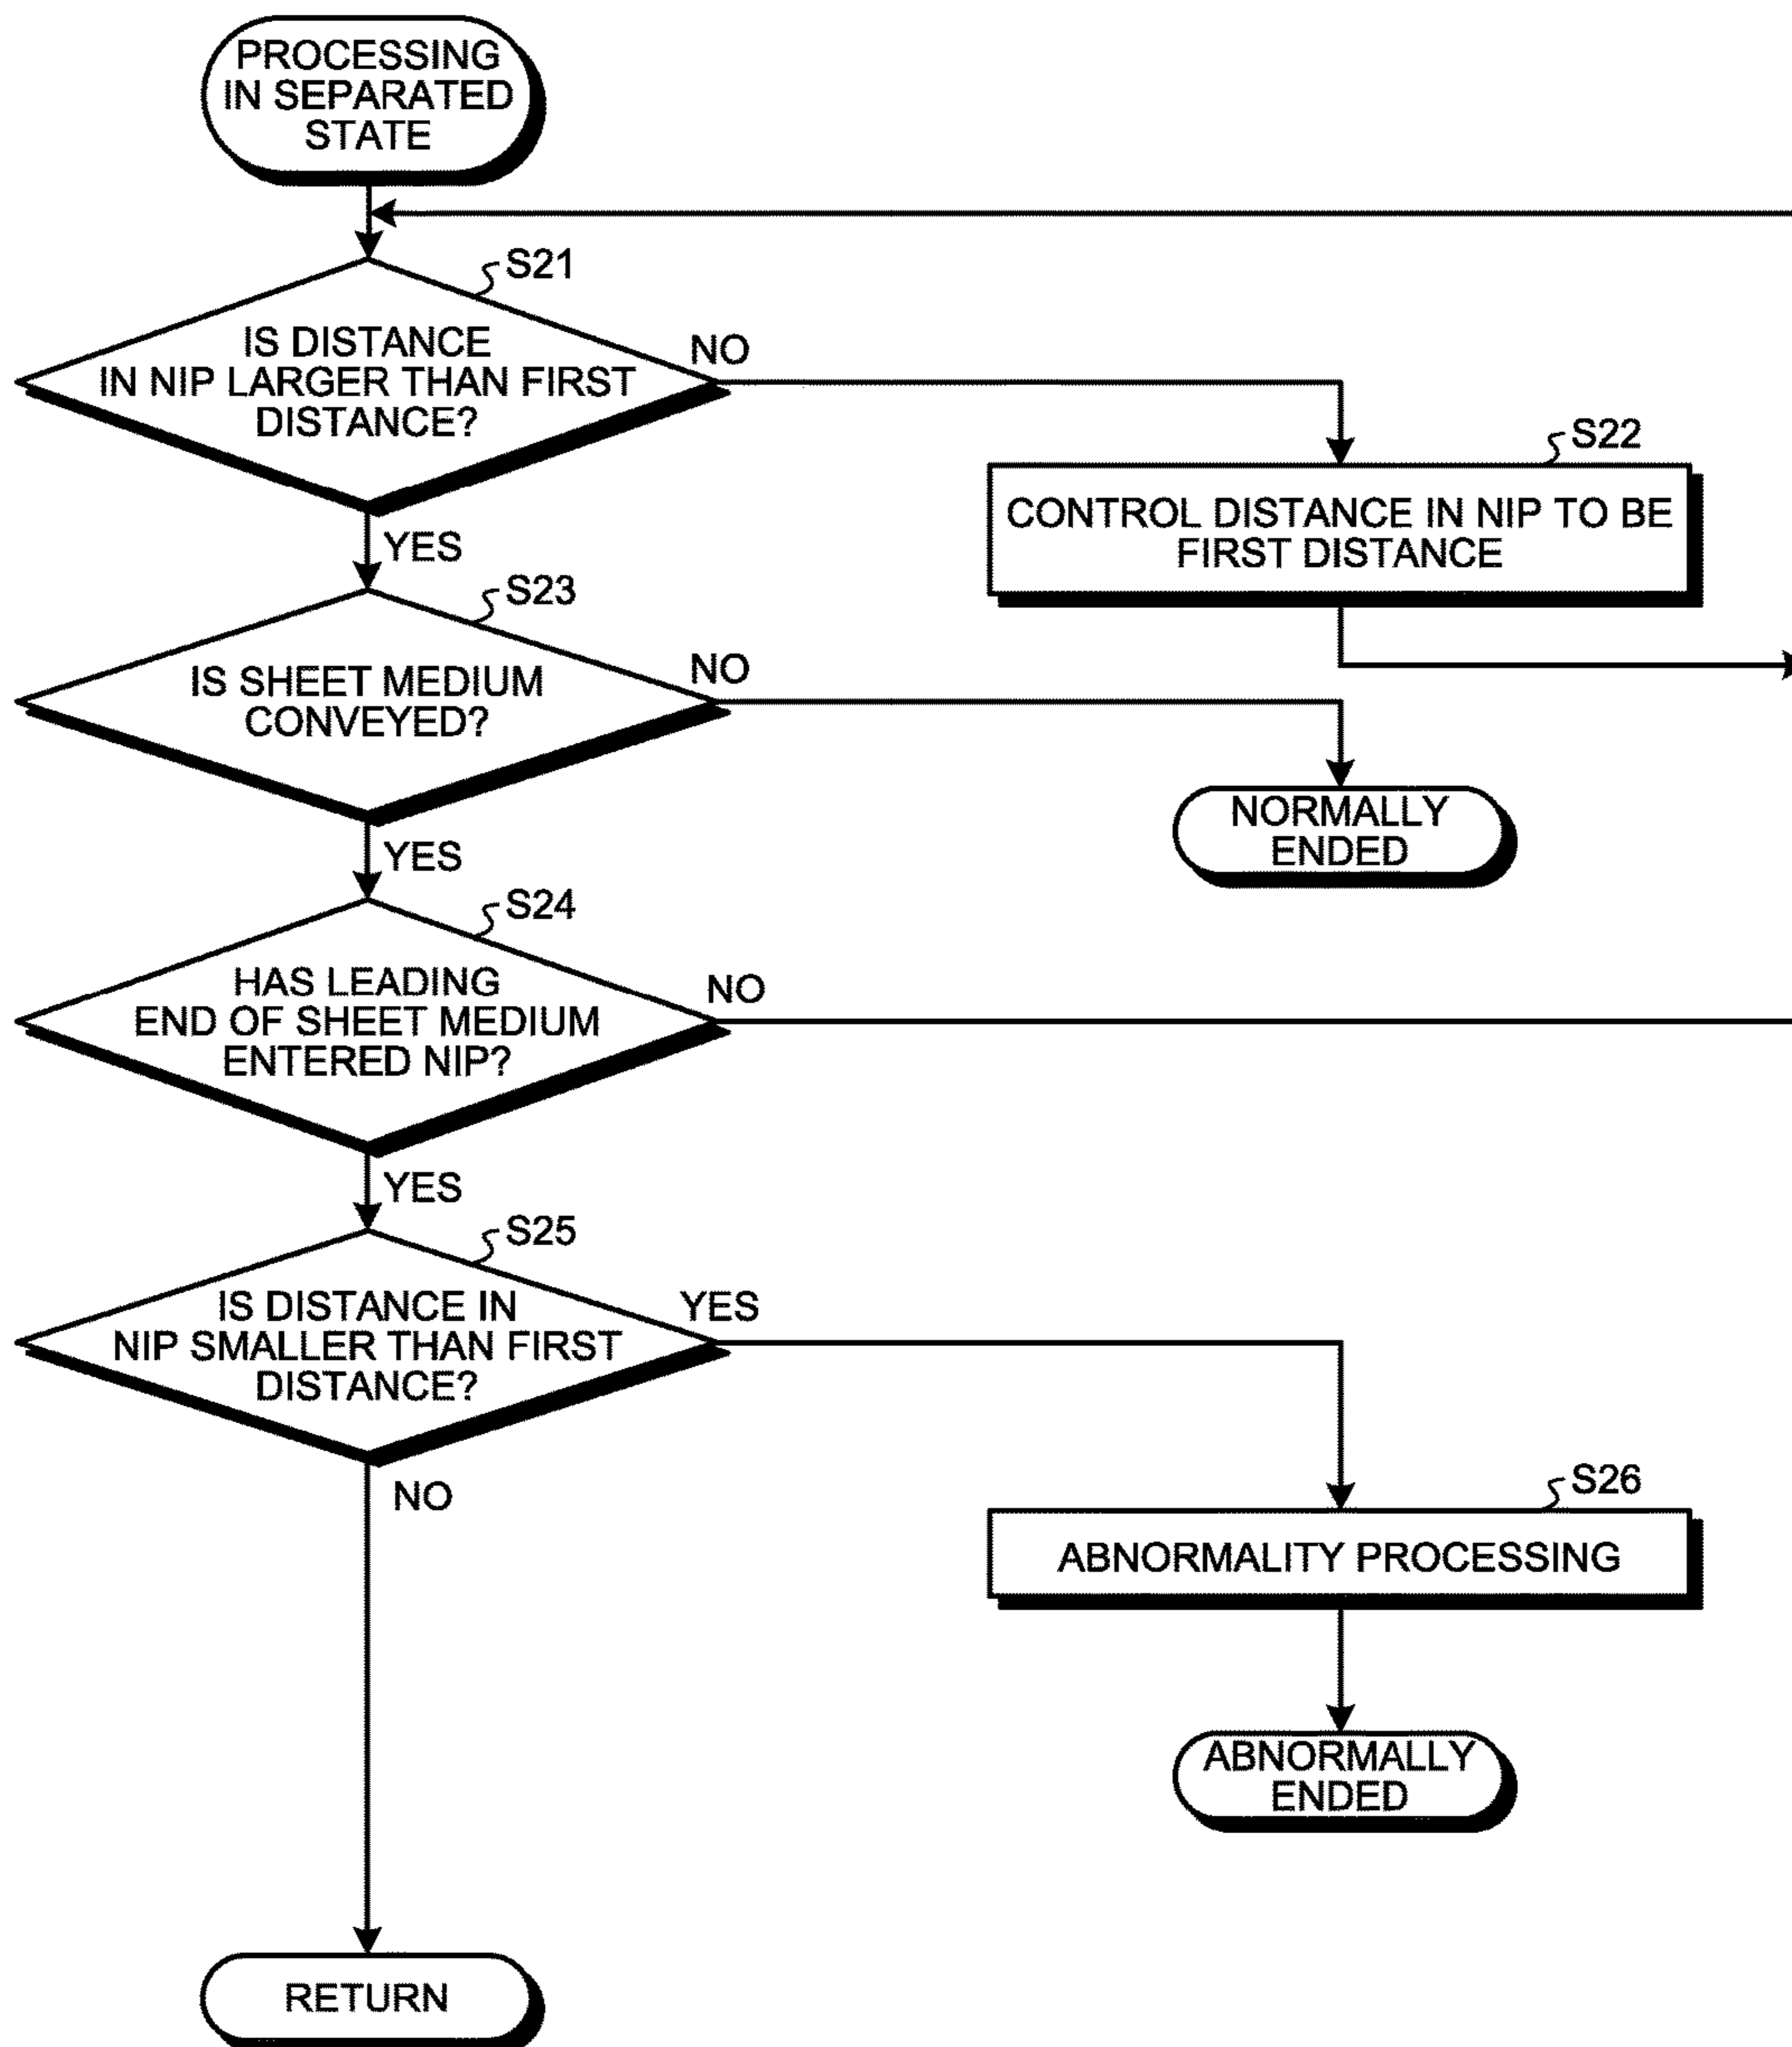 PROCESSING
IN SEPARATED
STATE
S21
IS DISTANCE
IN NIP LARGER THAN FIRST
DISTANCE?
NO
S22
CONTROL DISTANCE IN NIP TO BE
FIRST DISTANCE
YES
S23
IS SHEET MEDIUM
CONVEYED?
NO
NORMALLY
ENDED
YES
S24
HAS LEADING
END OF SHEET MEDIUM
ENTERED NIP?
NO
YES
S25
IS DISTANCE IN
NIP SMALLER THAN FIRST
DISTANCE?
YES
NO
S26
ABNORMALITY PROCESSING
ABNORMALLY
ENDED
RETURN